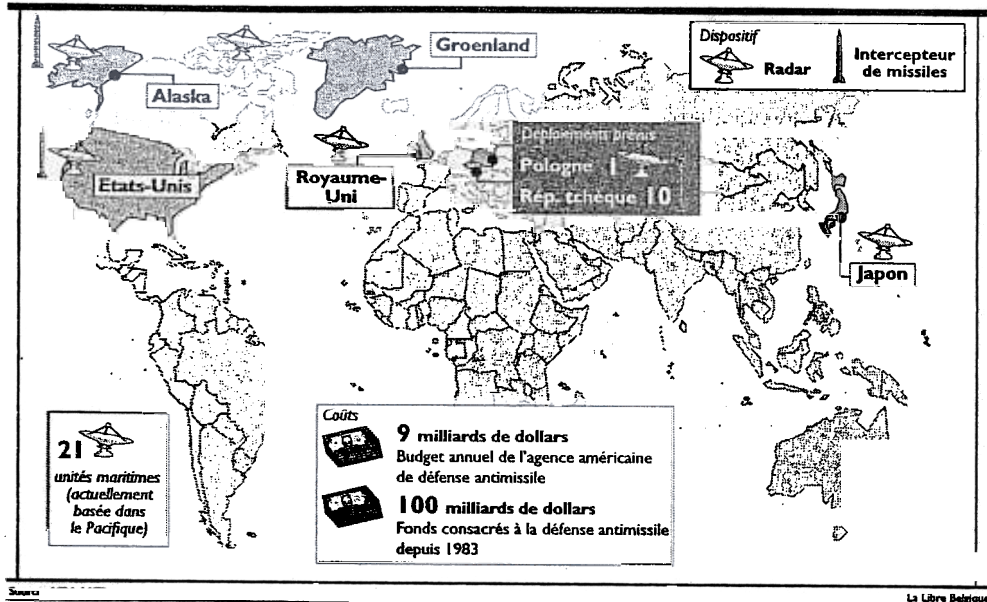 Dispositif
Radar
Intercepteur
de missiles
Groenland
Alaska
Etats-Unis
Royaume-
Uni
Déploiements prévus
Pologne 1
Rép. tchèque 10
Japon
21
unités maritimes
(actuellement
basée dans
le Pacifique)
Coûts
9 milliards de dollars
Budget annuel de l'agence américaine
de défense antimissile
100 milliards de dollars
Fonds consacrés à la défense antimissile
depuis 1983
La Libre Belgique